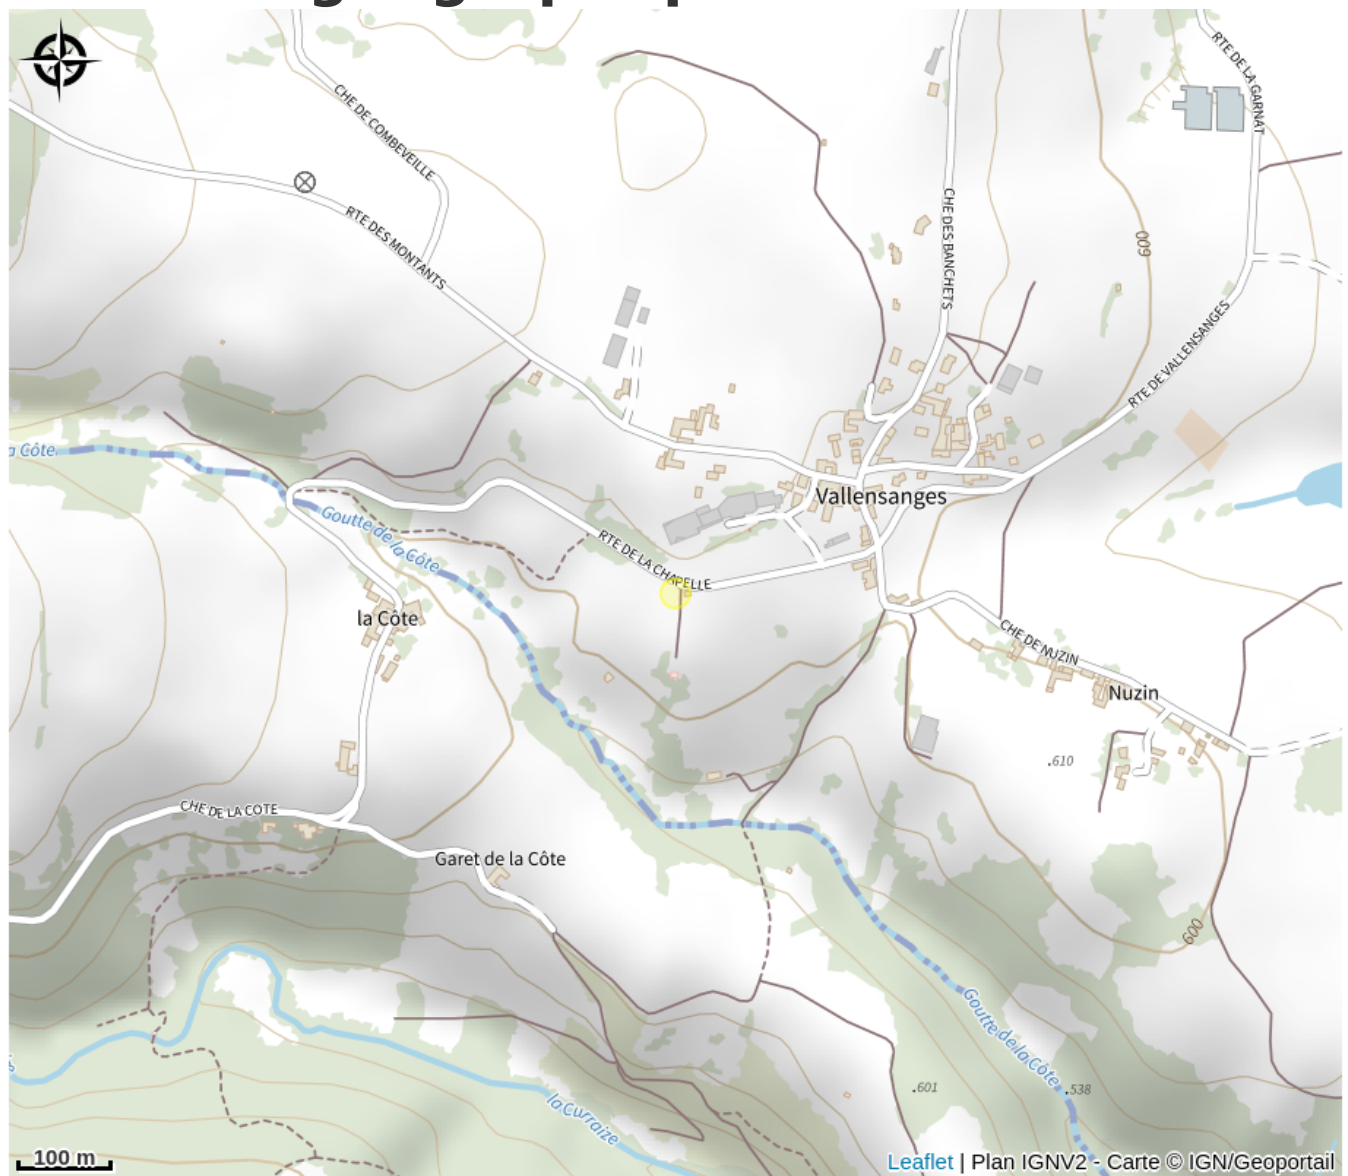 RTE DE LA GARNAT
CHE DE COMBEVEILLE
RTE DES MONTANTS
CHE DES BANCHETS
600
RTE DE VALLENSANGES
a Côte
Vallensanges
Goutte de la Côte
RTE DE LA CHAPELLE
la Côte
CHE DE NUZIN
Nuzin
.610
CHE DE LA COTE
Garet de la Côte
600
Goutte de la Côte
.601
.538
la Curraize
100 m
Leaflet | Plan IGNV2 - Carte © IGN/Geoportail